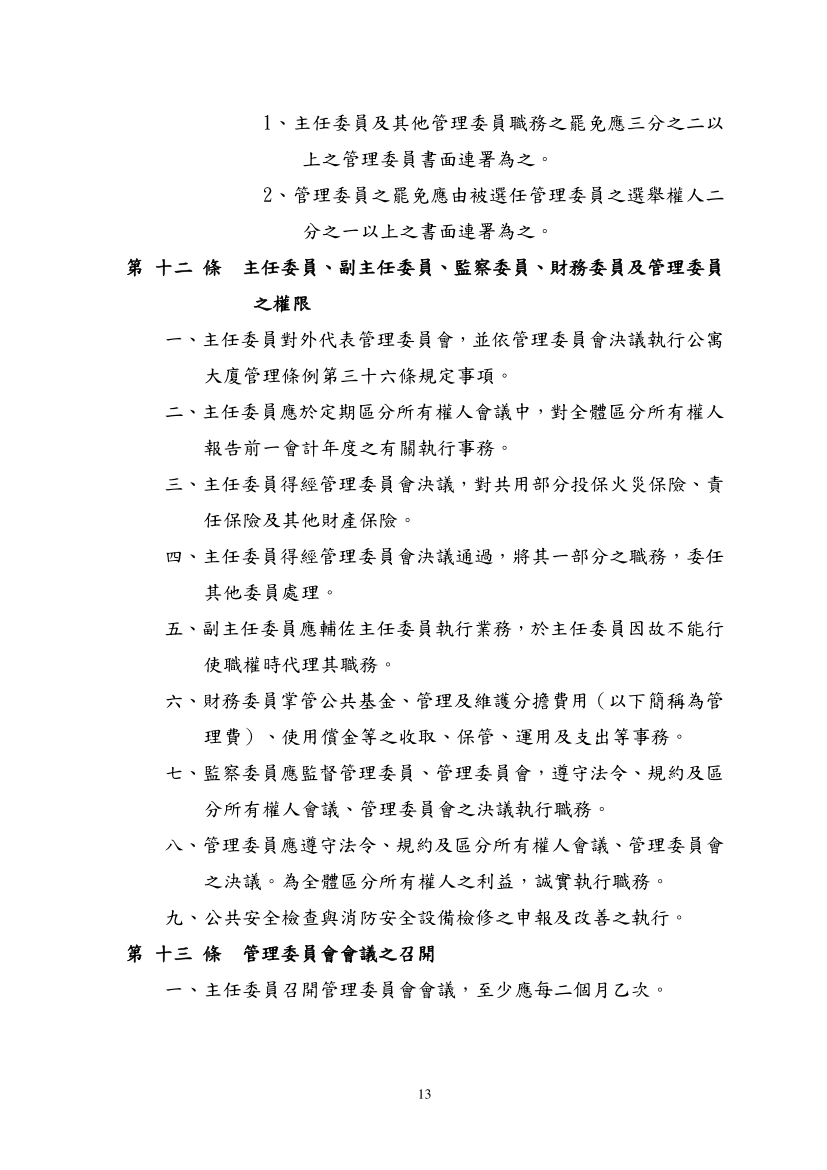 1、主任委員及其他管理委員職務之罷免應三分之二以
上之管理委員書面連署為之。
2、管理委員之罷免應由被選任管理委員之選舉權人二
分之一以上之書面連署為之。
第 十二 條　主任委員、副主任委員、監察委員、財務委員及管理委員
之權限
一、主任委員對外代表管理委員會，並依管理委員會決議執行公寓
大廈管理條例第三十六條規定事項。
二、主任委員應於定期區分所有權人會議中，對全體區分所有權人
報告前一會計年度之有關執行事務。
三、主任委員得經管理委員會決議，對共用部分投保火災保險、責
任保險及其他財產保險。
四、主任委員得經管理委員會決議通過，將其一部分之職務，委任
其他委員處理。
五、副主任委員應輔佐主任委員執行業務，於主任委員因故不能行
使職權時代理其職務。
六、財務委員掌管公共基金、管理及維護分擔費用（以下簡稱為管
理費）、使用償金等之收取、保管、運用及支出等事務。
七、監察委員應監督管理委員、管理委員會，遵守法令、規約及區
分所有權人會議、管理委員會之決議執行職務。
八、管理委員應遵守法令、規約及區分所有權人會議、管理委員會
之決議。為全體區分所有權人之利益，誠實執行職務。
九、公共安全檢查與消防安全設備檢修之申報及改善之執行。
第 十三 條　管理委員會會議之召開
一、主任委員召開管理委員會會議，至少應每二個月乙次。
13